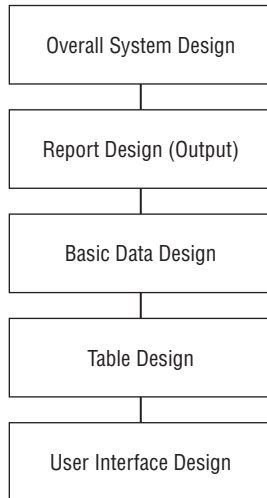 Overall System Design
Report Design (Output)
Basic Data Design
Table Design
User Interface Design